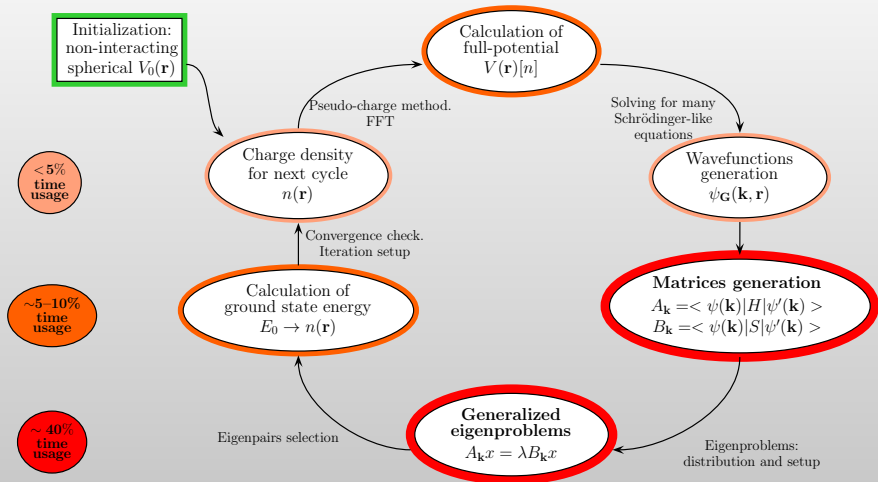 Initialization:
non-interacting
spherical V₀(𝐫)
Calculation of
full-potential
V(𝐫)[n]
Pseudo-charge method.
FFT
Solving for many
Schrödinger-like
equations
Charge density
for next cycle
n(𝐫)
Wavefunctions
generation
ψ_𝐆(𝐤, 𝐫)
<5%
time
usage
Convergence check.
Iteration setup
Matrices generation
A_𝐤 =< ψ(𝐤)|H|ψ′(𝐤) >
B_𝐤 =< ψ(𝐤)|S|ψ′(𝐤) >
Calculation of
ground state energy
E₀ → n(𝐫)
~5–10%
time
usage
Generalized
eigenproblems
A_𝐤x = λB_𝐤x
~ 40%
time
usage
Eigenpairs selection
Eigenproblems:
distribution and setup